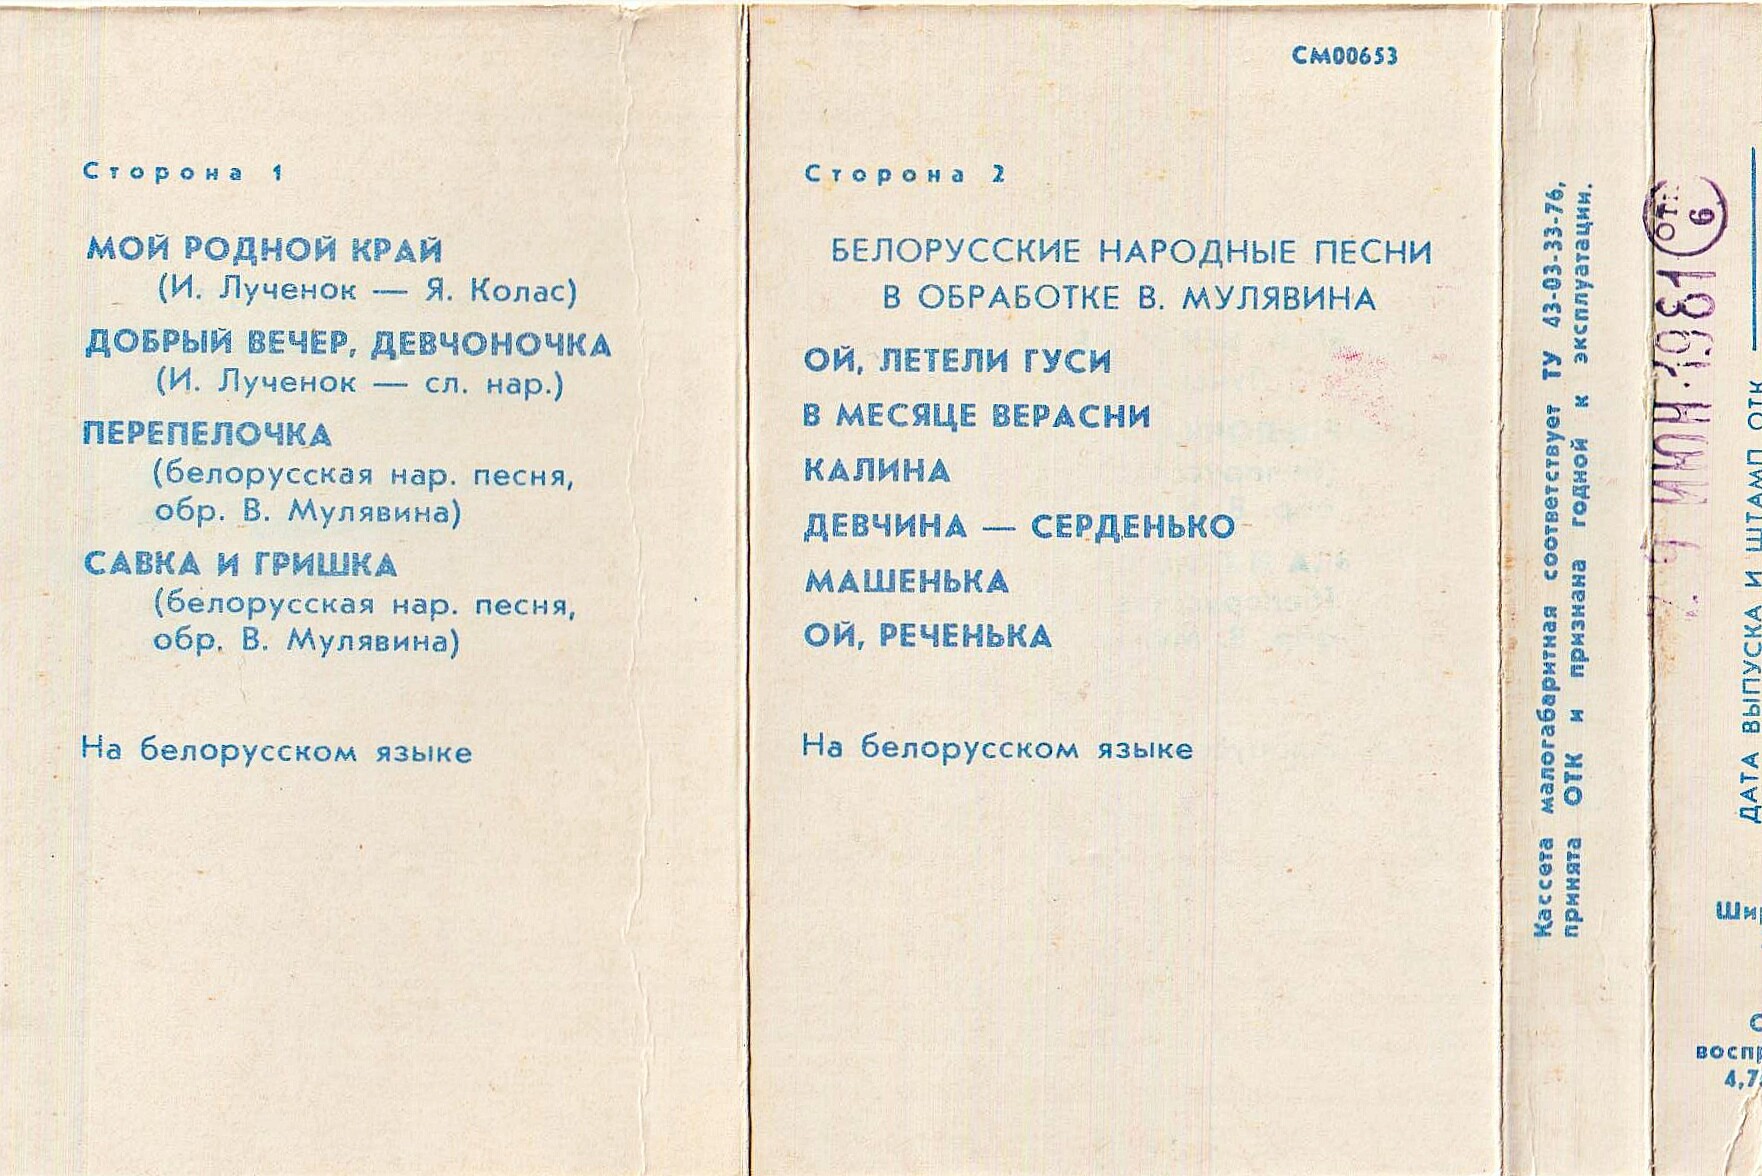 Сторона 1
МОЙ РОДНОЙ КРАЙ
(И. Лученок — Я. Колас)
ДОБРЫЙ ВЕЧЕР, ДЕВЧОНОЧКА
(И. Лученок — сл. нар.)
ПЕРЕПЕЛОЧКА
(белорусская нар. песня,
обр. В. Мулявина)
САВКА И ГРИШКА
(белорусская нар. песня,
обр. В. Мулявина)
На белорусском языке
СМ00653
Сторона 2
БЕЛОРУССКИЕ НАРОДНЫЕ ПЕСНИ
В ОБРАБОТКЕ В. МУЛЯВИНА
ОЙ, ЛЕТЕЛИ ГУСИ
В МЕСЯЦЕ ВЕРАСНИ
КАЛИНА
ДЕВЧИНА — СЕРДЕНЬКО
МАШЕНЬКА
ОЙ, РЕЧЕНЬКА
На белорусском языке
Кассета малогабаритная соответствует ТУ 43-03-33-76,
принята ОТК и признана годной к эксплуатации.
ИЮН 1981
ОТК
6
ДАТА ВЫПУСКА И ШТАМП ОТК